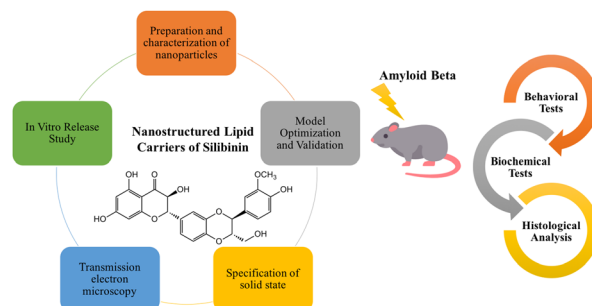 Preparation and
characterization of
nanoparticles
In Vitro Release
Study
Nanostructured Lipid
Carriers of Silibinin
Model
Optimization and
Validation
Transmission
electron
microscopy
Specification of
solid state
OH
O
OH
HO
O
O
O
OCH3
OH
OH
Amyloid Beta
Behavioral
Tests
Biochemical
Tests
Histological
Analysis